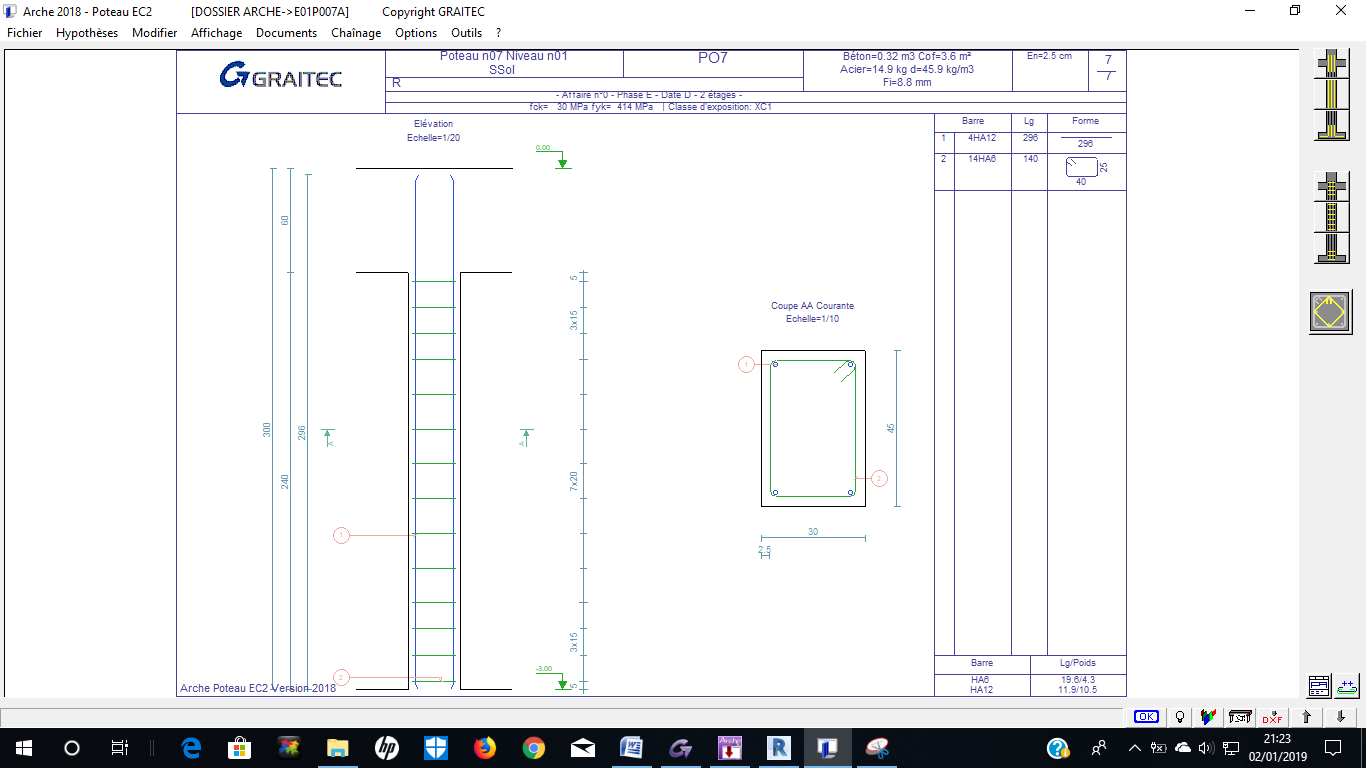 Arche 2018 - Poteau EC2 [DOSSIER ARCHE->E01P007A] Copyright GRAITEC
Fichier Hypothèses Modifier Affichage Documents Chaînage Options Outils ?
GRAITEC
Poteau n07 Niveau n01
SSol
R
PO7
Béton=0.32 m3 Cof=3.6 m²
Acier=14.9 kg d=45.9 kg/m3
Fi=8.8 mm
En=2.5 cm
7
7
- Affaire n°0 - Phase E - Date D - 2 étages -
fck= 30 MPa fyk= 414 MPa | Classe d'exposition: XC1
Elévation
Echelle=1/20
0.00
60
300
296
240
A
A
5
3x15
7x20
3x15
5
-3.00
1
2
Coupe AA Courante
Echelle=1/10
1
2
45
30
2.5
Barre Lg Forme
1 4HA12 296 296
2 14HA6 140 25
40
Barre Lg/Poids
HA6 19.6/4.3
HA12 11.9/10.5
Arche Poteau EC2 Version 2018
OK
DXF
21:23
02/01/2019